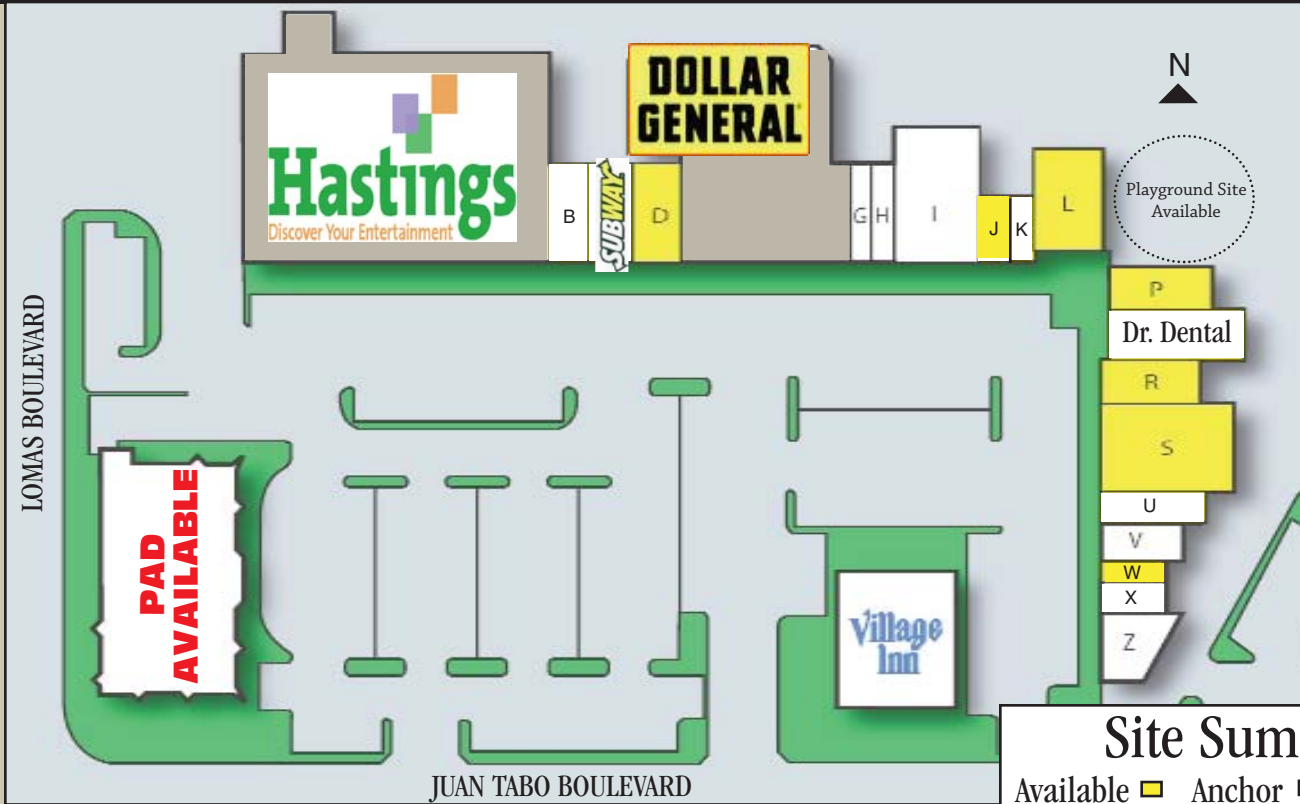 Hastings
Discover Your Entertainment
B
SUBWAY
D
DOLLAR
GENERAL
G
H
I
J
K
L
N
Playground Site
Available
P
Dr. Dental
R
S
U
V
W
X
Z
LOMAS BOULEVARD
PAD
AVAILABLE
Village
Inn
JUAN TABO BOULEVARD
Site Sum
Available
Anchor